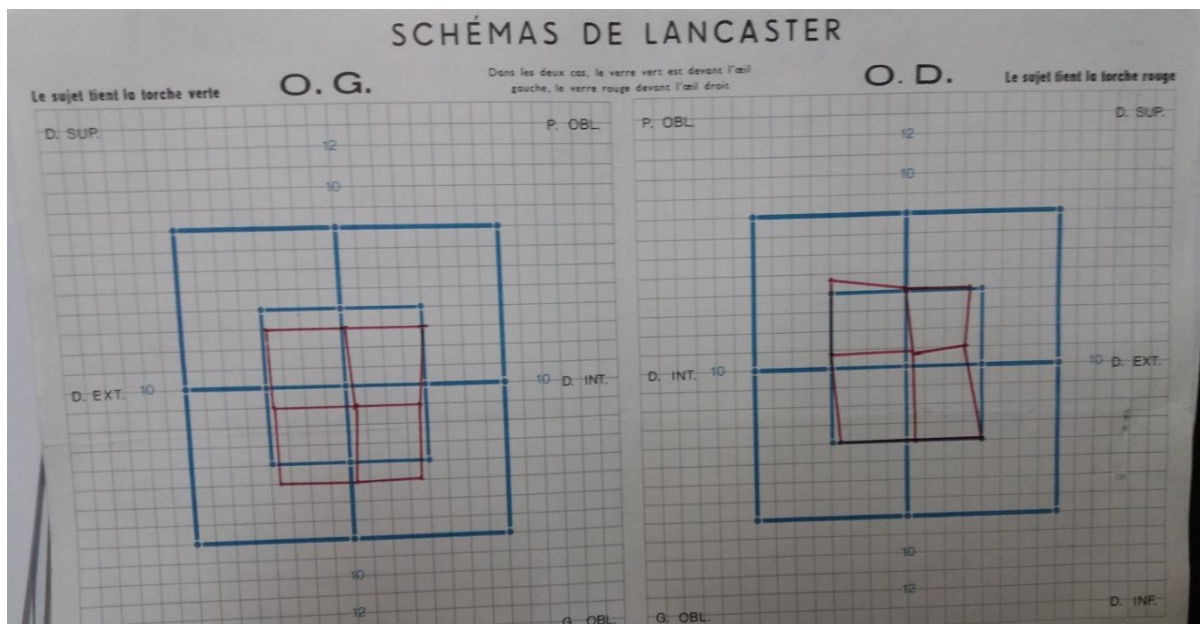 SCHÉMAS DE LANCASTER
Le sujet tient la torche verte
O. G.
Dans les deux cas, le verre vert est devant l'œil
gauche, le verre rouge devant l'œil droit
O. D.
Le sujet tient la torche rouge
D. SUP.
P. OBL.
12
10
D. EXT. 10
10 D. INT.
10
12
G. OBL.
P. OBL.
D. SUP.
12
10
D. INT. 10
10 D. EXT.
10
12
G. OBL.
D. INF.